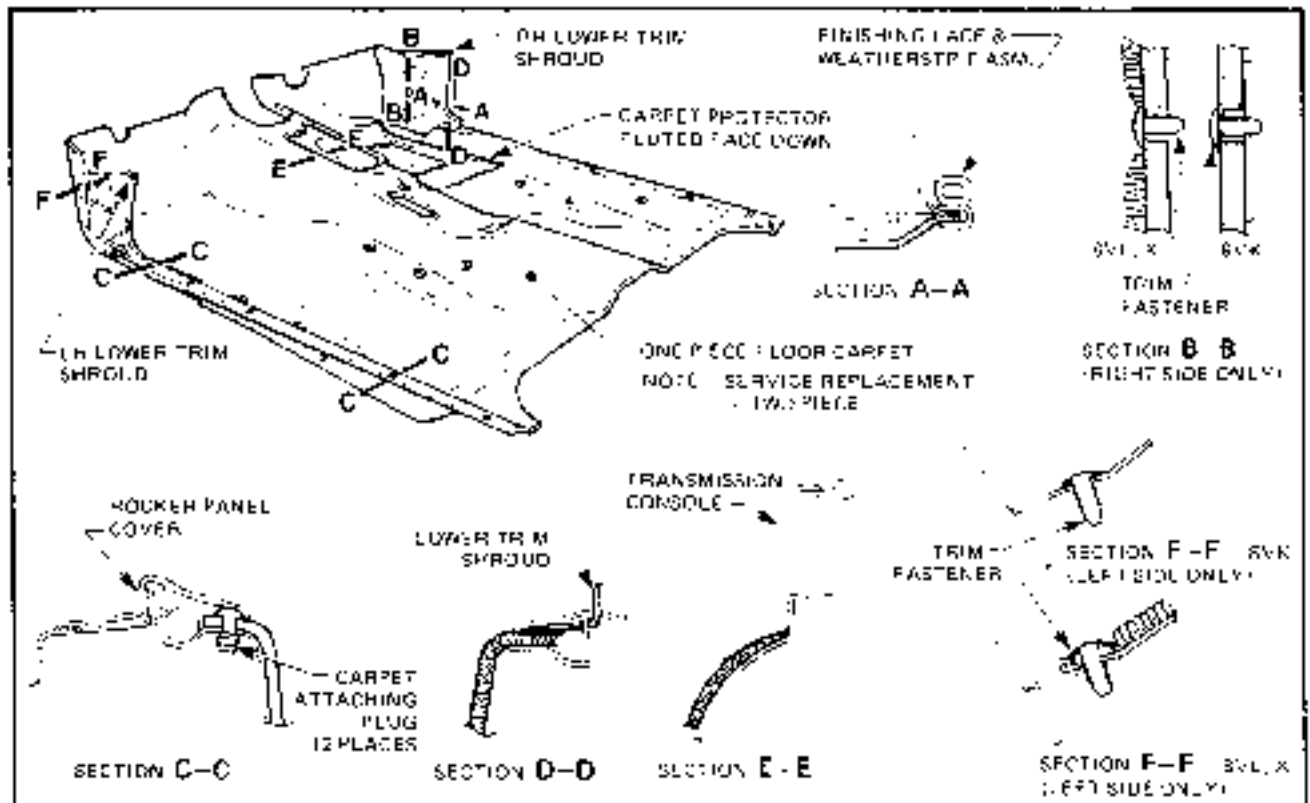 B
LOWER TRIM
SHROUD
FINISHING LACE &
WEATHERSTRIP ASM
D
A
B
A
CARPET PROTECTOR
FLUTED FACE DOWN
E
E
D
F
F
C
C
LOWER TRIM
SHROUD
C
C
SECTION A-A
ONE PIECE FLOOR CARPET
NOTE SERVICE REPLACEMENT
TWO PIECE
TRIM
FASTENER
SECTION B B
(RIGHT SIDE ONLY)
ROCKER PANEL
COVER
CARPET
ATTACHING
PLUG
12 PLACES
SECTION C-C
LOWER TRIM
SHROUD
SECTION D-D
TRANSMISSION
CONSOLE
SECTION E-E
TRIM
FASTENER
SECTION F-F
(LEFT SIDE ONLY)
SECTION F-F
(LEFT SIDE ONLY)